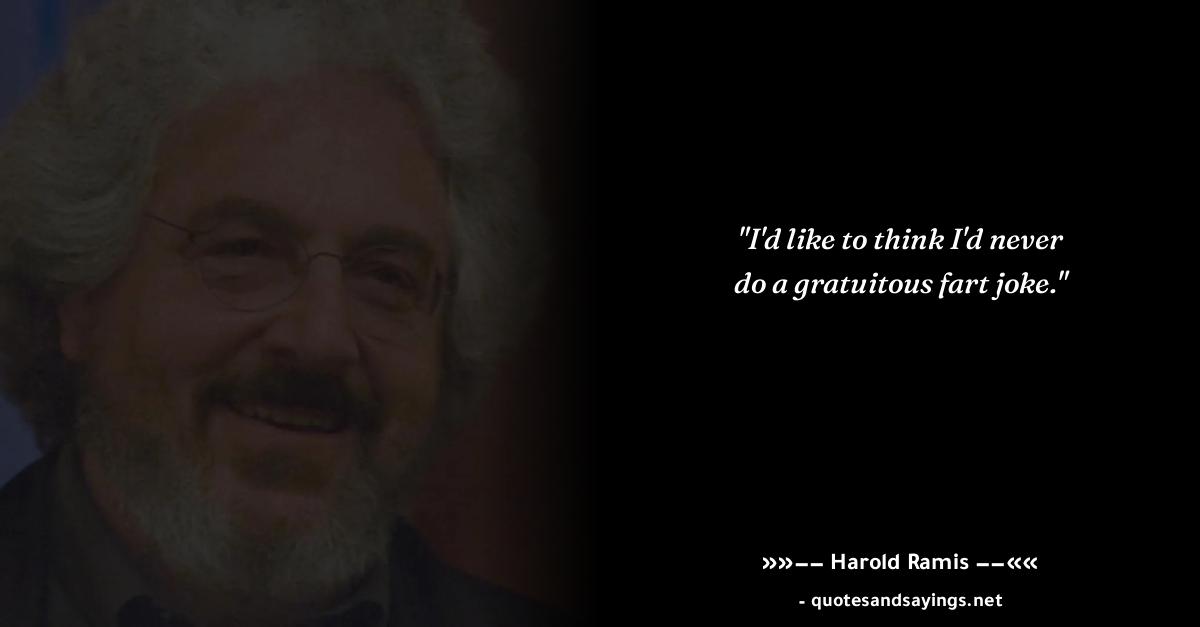 "I'd like to think I'd never
do a gratuitous fart joke."
»»−− Harold Ramis −−««
- quotesandsayings.net